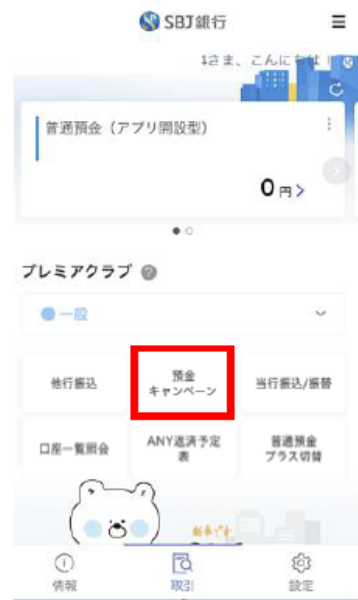 SBJ銀行
さま、こんにちは！
普通預金（アプリ開設型）
0円>
プレミアクラブ ?
一般
他行振込
預金
キャンペーン
当行振込/振替
口座一覧照会
ANY返済予定
表
普通預金
プラス切替
情報
取引
設定